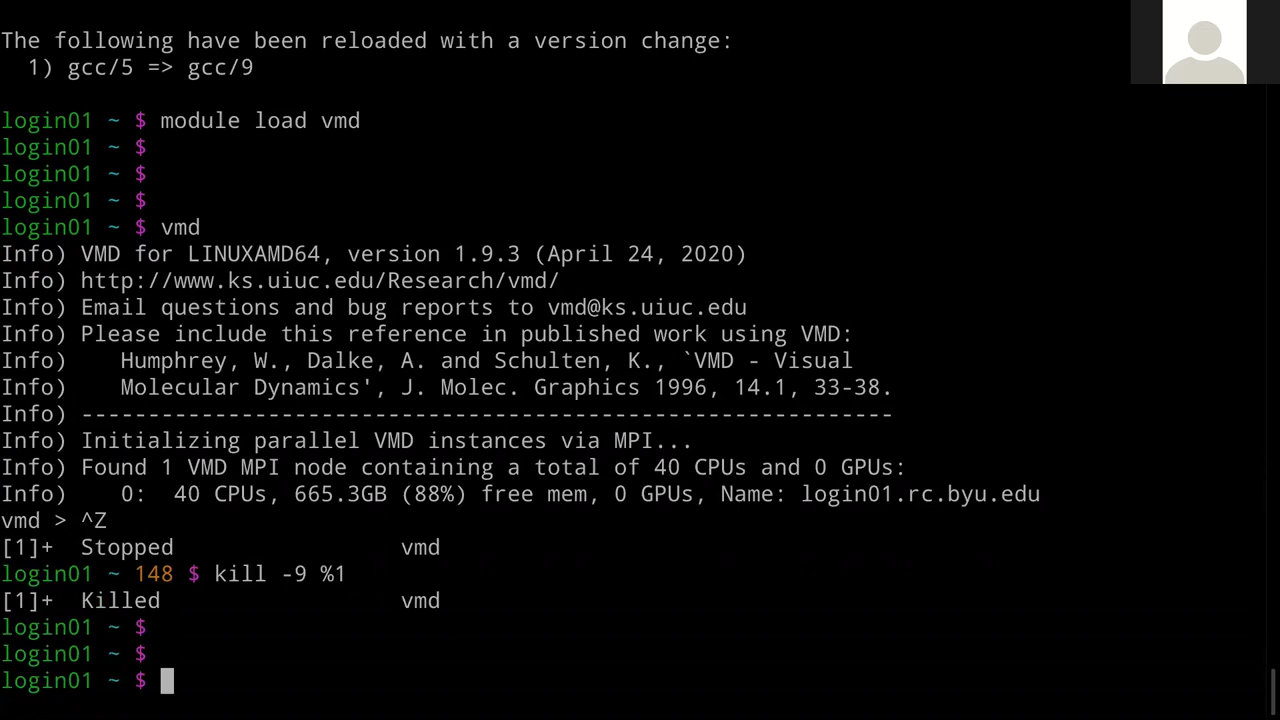 The following have been reloaded with a version change:
  1) gcc/5 => gcc/9
login01 ~ $ module load vmd
login01 ~ $
login01 ~ $
login01 ~ $
login01 ~ $ vmd
Info) VMD for LINUXAMD64, version 1.9.3 (April 24, 2020)
Info) http://www.ks.uiuc.edu/Research/vmd/
Info) Email questions and bug reports to vmd@ks.uiuc.edu
Info) Please include this reference in published work using VMD:
Info)    Humphrey, W., Dalke, A. and Schulten, K., `VMD - Visual
Info)    Molecular Dynamics', J. Molec. Graphics 1996, 14.1, 33-38.
Info) -------------------------------------------------------------
Info) Initializing parallel VMD instances via MPI...
Info) Found 1 VMD MPI node containing a total of 40 CPUs and 0 GPUs:
Info)    0:  40 CPUs, 665.3GB (88%) free mem, 0 GPUs, Name: login01.rc.byu.edu
vmd > ^Z
[1]+  Stopped                 vmd
login01 ~ 148 $ kill -9 %1
[1]+  Killed                  vmd
login01 ~ $
login01 ~ $
login01 ~ $